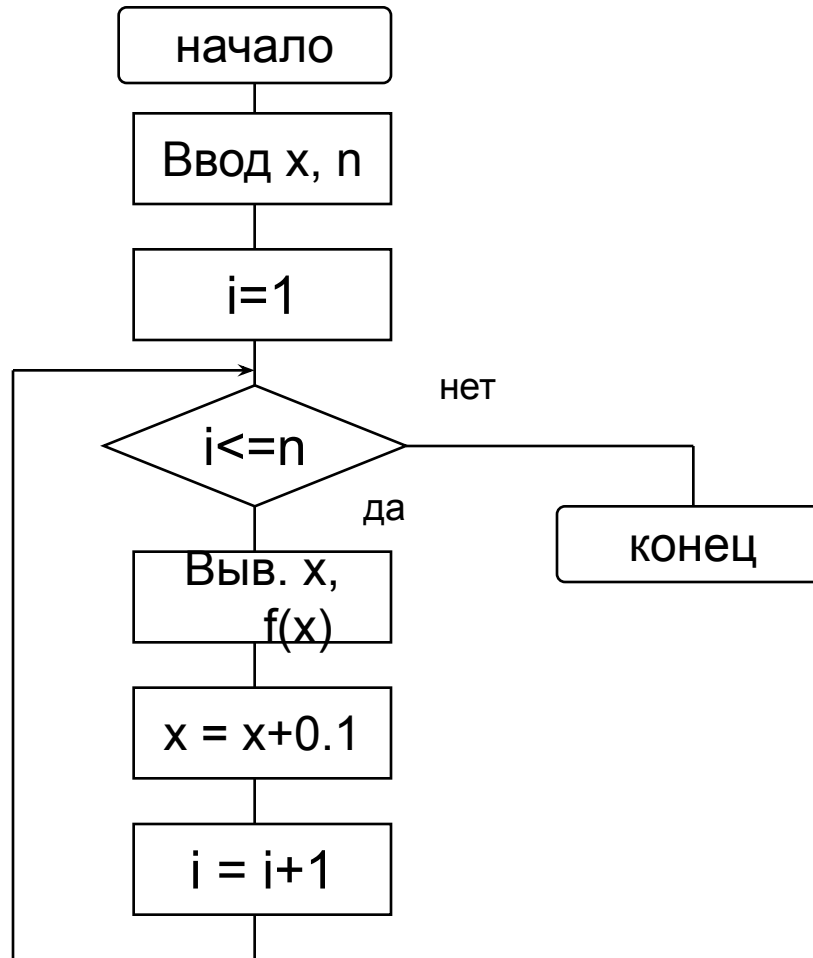 начало
Ввод x, n
i=1
нет
i<=n
да
конец
Выв. x,
f(x)
x = x+0.1
i = i+1